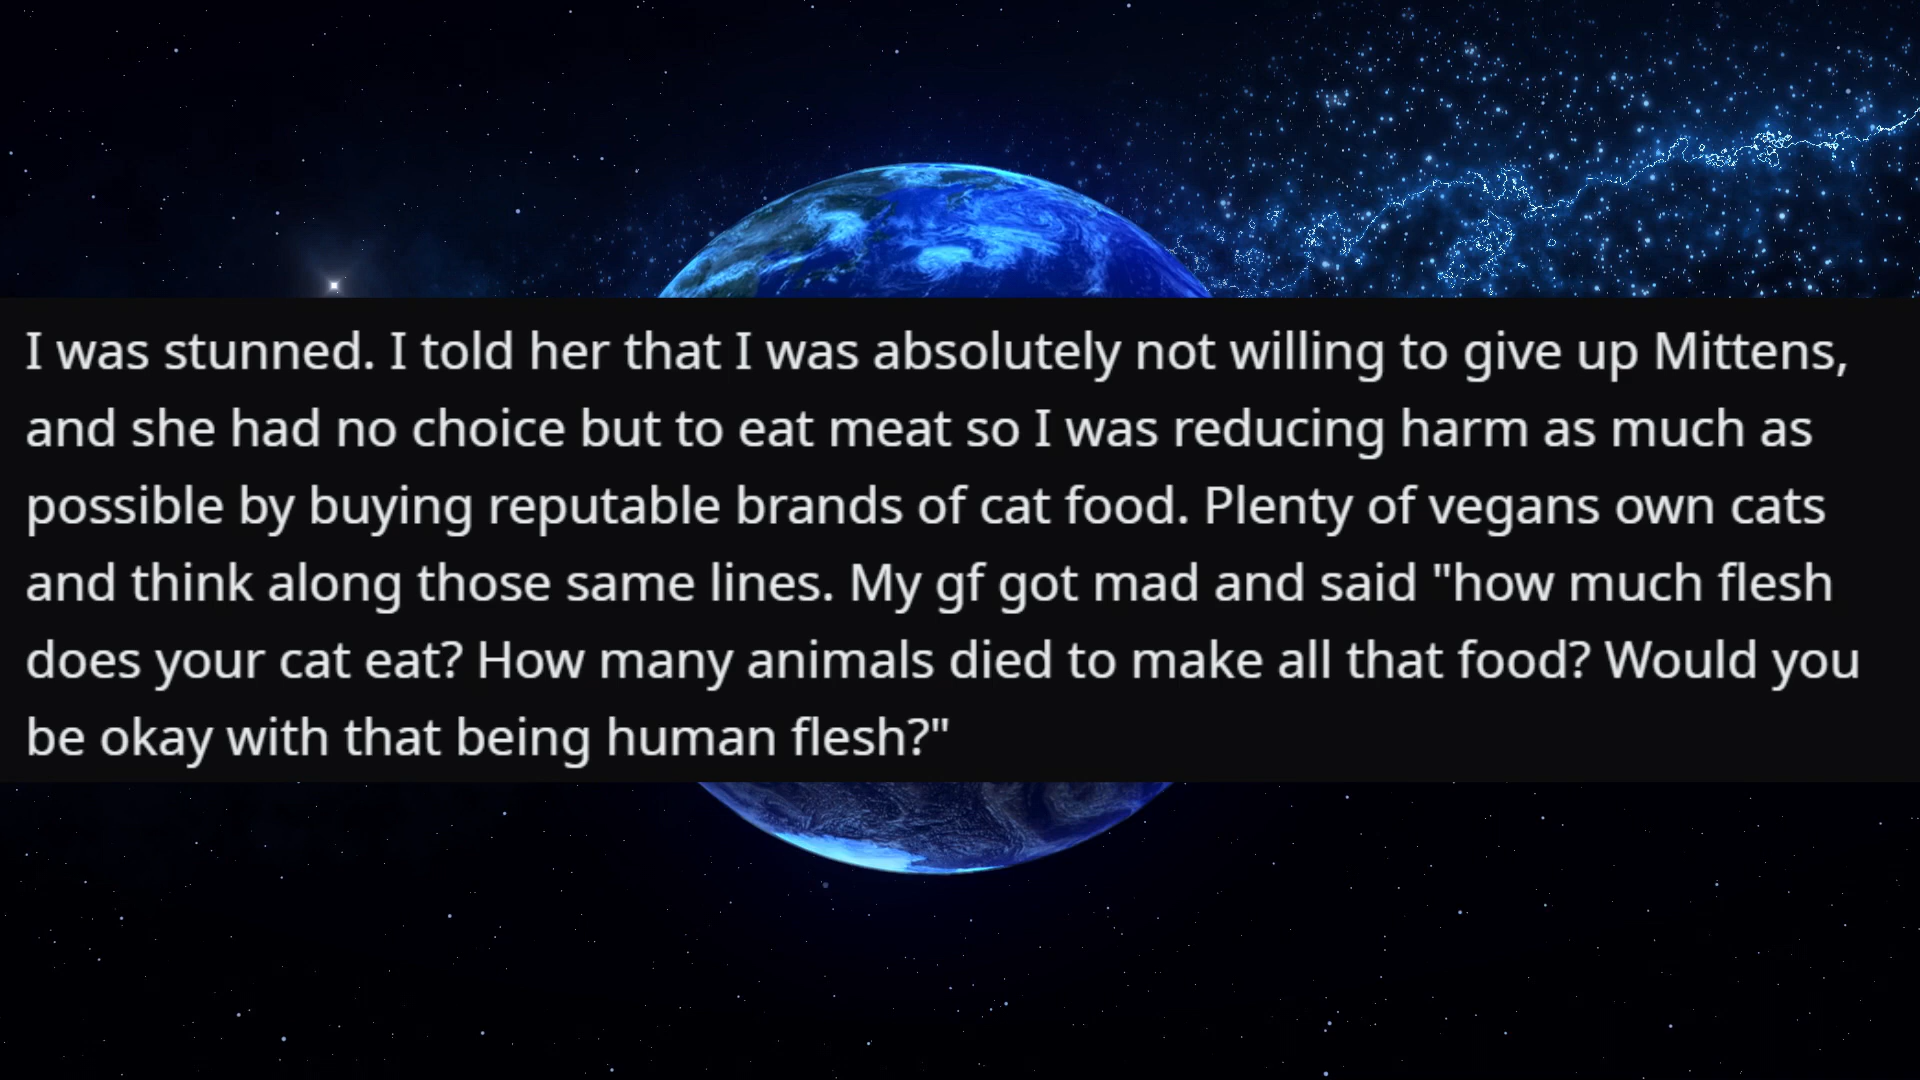 I was stunned. I told her that I was absolutely not willing to give up Mittens,
and she had no choice but to eat meat so I was reducing harm as much as
possible by buying reputable brands of cat food. Plenty of vegans own cats
and think along those same lines. My gf got mad and said "how much flesh
does your cat eat? How many animals died to make all that food? Would you
be okay with that being human flesh?"